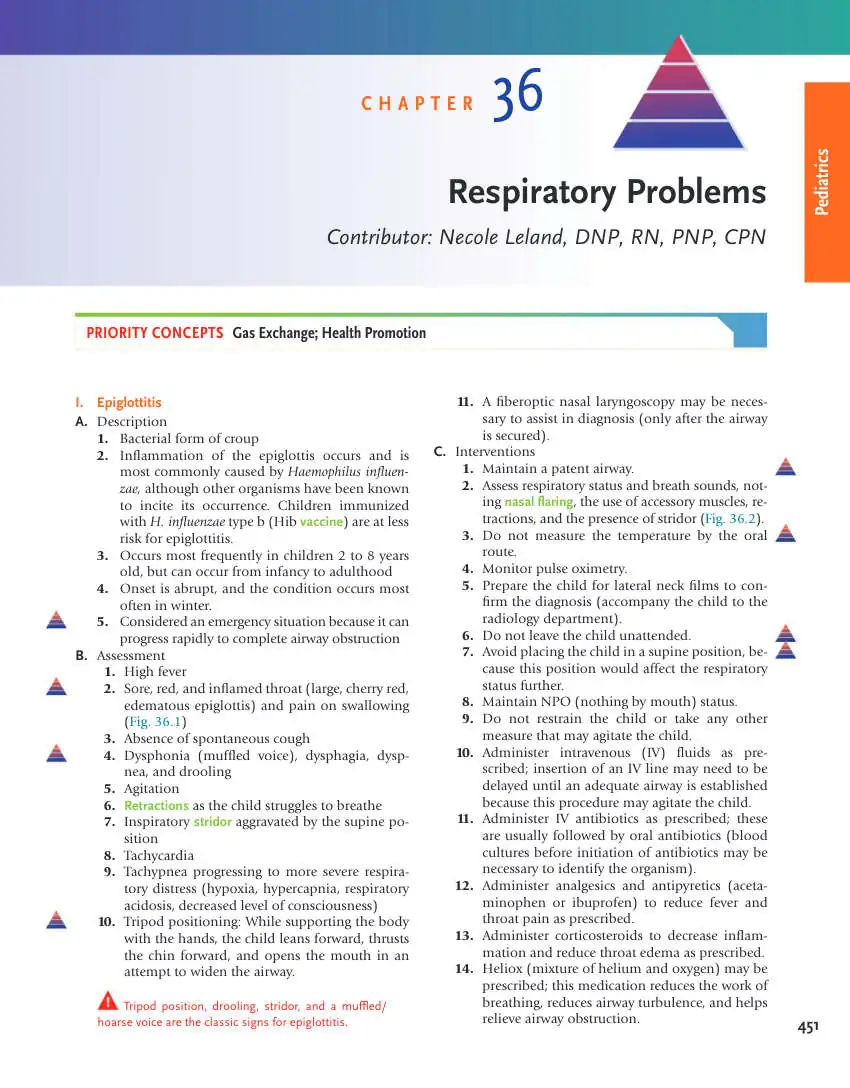 CHAPTER 36
Pediatrics
Respiratory Problems
Contributor: Necole Leland, DNP, RN, PNP, CPN
PRIORITY CONCEPTS Gas Exchange; Health Promotion
I. Epiglottitis
A. Description
1. Bacterial form of croup
2. Inflammation of the epiglottis occurs and is
most commonly caused by Haemophilus influen-
zae, although other organisms have been known
to incite its occurrence. Children immunized
with H. influenzae type b (Hib vaccine) are at less
risk for epiglottitis.
3. Occurs most frequently in children 2 to 8 years
old, but can occur from infancy to adulthood
4. Onset is abrupt, and the condition occurs most
often in winter.
5. Considered an emergency situation because it can
progress rapidly to complete airway obstruction
B. Assessment
1. High fever
2. Sore, red, and inflamed throat (large, cherry red,
edematous epiglottis) and pain on swallowing
(Fig. 36.1)
3. Absence of spontaneous cough
4. Dysphonia (muffled voice), dysphagia, dysp-
nea, and drooling
5. Agitation
6. Retractions as the child struggles to breathe
7. Inspiratory stridor aggravated by the supine po-
sition
8. Tachycardia
9. Tachypnea progressing to more severe respira-
tory distress (hypoxia, hypercapnia, respiratory
acidosis, decreased level of consciousness)
10. Tripod positioning: While supporting the body
with the hands, the child leans forward, thrusts
the chin forward, and opens the mouth in an
attempt to widen the airway.
Tripod position, drooling, stridor, and a muffled/
hoarse voice are the classic signs for epiglottitis.
11. A fiberoptic nasal laryngoscopy may be neces-
sary to assist in diagnosis (only after the airway
is secured).
C. Interventions
1. Maintain a patent airway.
2. Assess respiratory status and breath sounds, not-
ing nasal flaring, the use of accessory muscles, re-
tractions, and the presence of stridor (Fig. 36.2).
3. Do not measure the temperature by the oral
route.
4. Monitor pulse oximetry.
5. Prepare the child for lateral neck films to con-
firm the diagnosis (accompany the child to the
radiology department).
6. Do not leave the child unattended.
7. Avoid placing the child in a supine position, be-
cause this position would affect the respiratory
status further.
8. Maintain NPO (nothing by mouth) status.
9. Do not restrain the child or take any other
measure that may agitate the child.
10. Administer intravenous (IV) fluids as pre-
scribed; insertion of an IV line may need to be
delayed until an adequate airway is established
because this procedure may agitate the child.
11. Administer IV antibiotics as prescribed; these
are usually followed by oral antibiotics (blood
cultures before initiation of antibiotics may be
necessary to identify the organism).
12. Administer analgesics and antipyretics (aceta-
minophen or ibuprofen) to reduce fever and
throat pain as prescribed.
13. Administer corticosteroids to decrease inflam-
mation and reduce throat edema as prescribed.
14. Heliox (mixture of helium and oxygen) may be
prescribed; this medication reduces the work of
breathing, reduces airway turbulence, and helps
relieve airway obstruction.
451